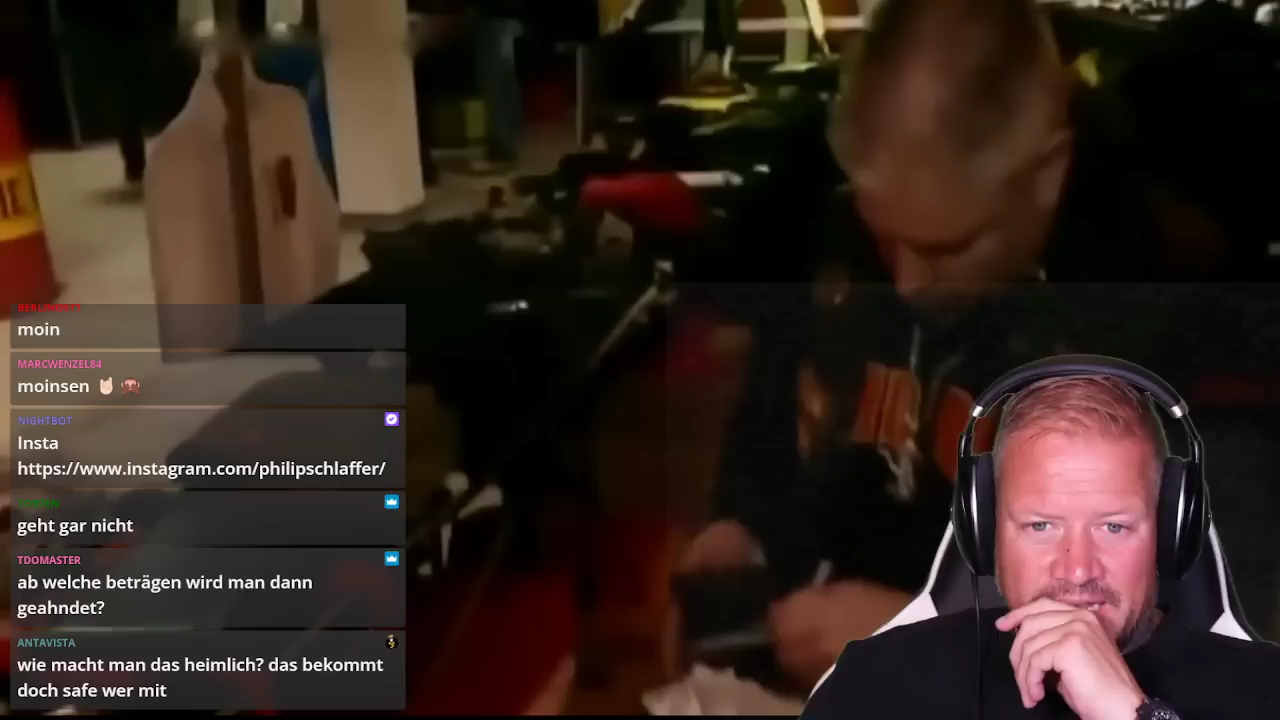 moin
MARCWENZEL84
moinsen
NIGHTBOT
Insta
https://www.instagram.com/philipschlaffer/
geht gar nicht
TDOMASTER
ab welche beträgen wird man dann
geahndet?
ANTAVISTA
wie macht man das heimlich? das bekommt
doch safe wer mit